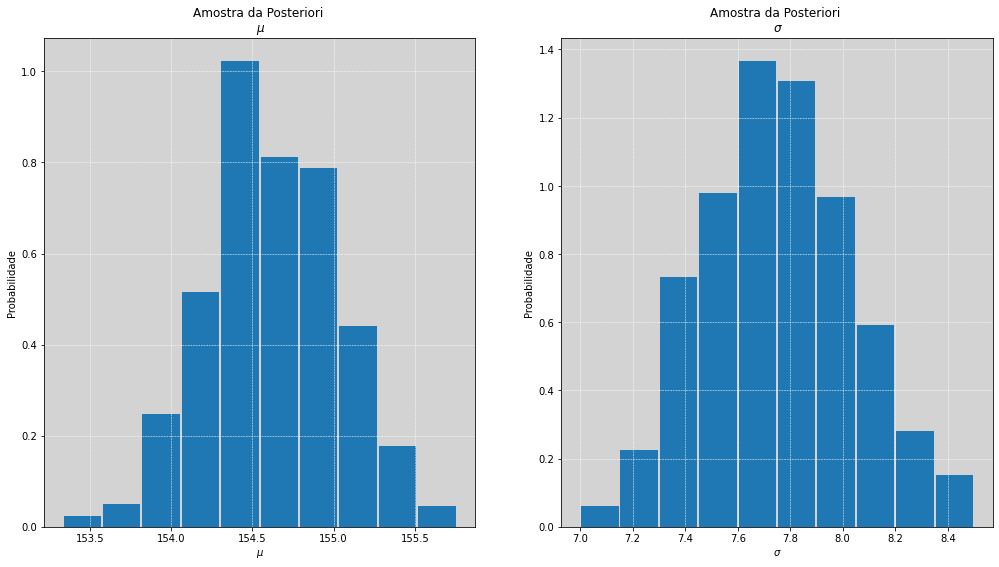 Amostra da Posteriori
μ
Probabilidade
1.0
0.8
0.6
0.4
0.2
0.0
153.5 154.0 154.5 155.0 155.5
μ
Amostra da Posteriori
σ
Probabilidade
1.4
1.2
1.0
0.8
0.6
0.4
0.2
0.0
7.0 7.2 7.4 7.6 7.8 8.0 8.2 8.4
σ